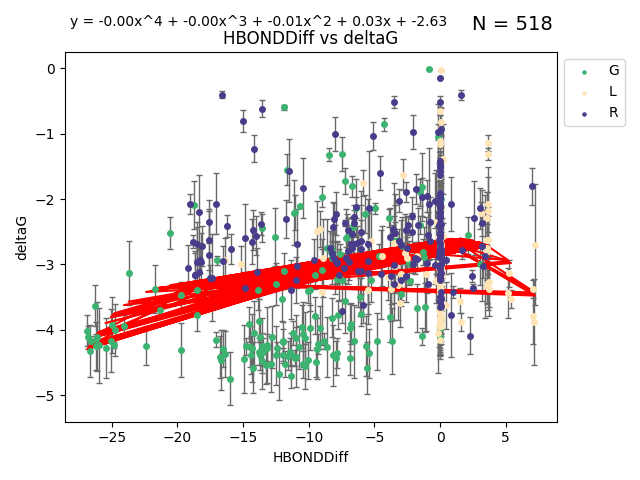 y = -0.00x^4 + -0.00x^3 + -0.01x^2 + 0.03x + -2.63
N = 518
HBONDDiff vs deltaG
G
L
R
deltaG
0
−1
−2
−3
−4
−5
−25
−20
−15
−10
−5
0
5
HBONDDiff